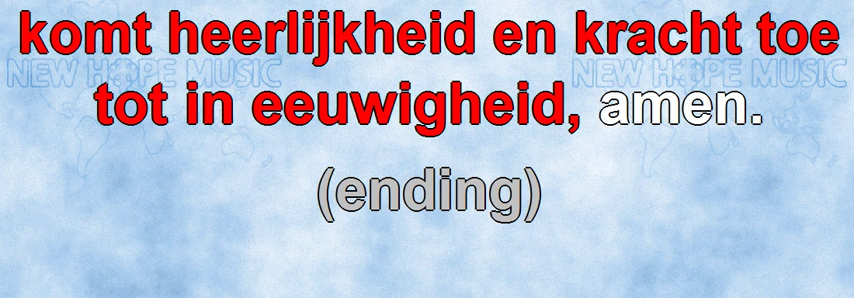 komt heerlijkheid en kracht toe
NEW HOPE MUSIC NEW HOPE MUSIC
tot in eeuwigheid, amen.
(ending)